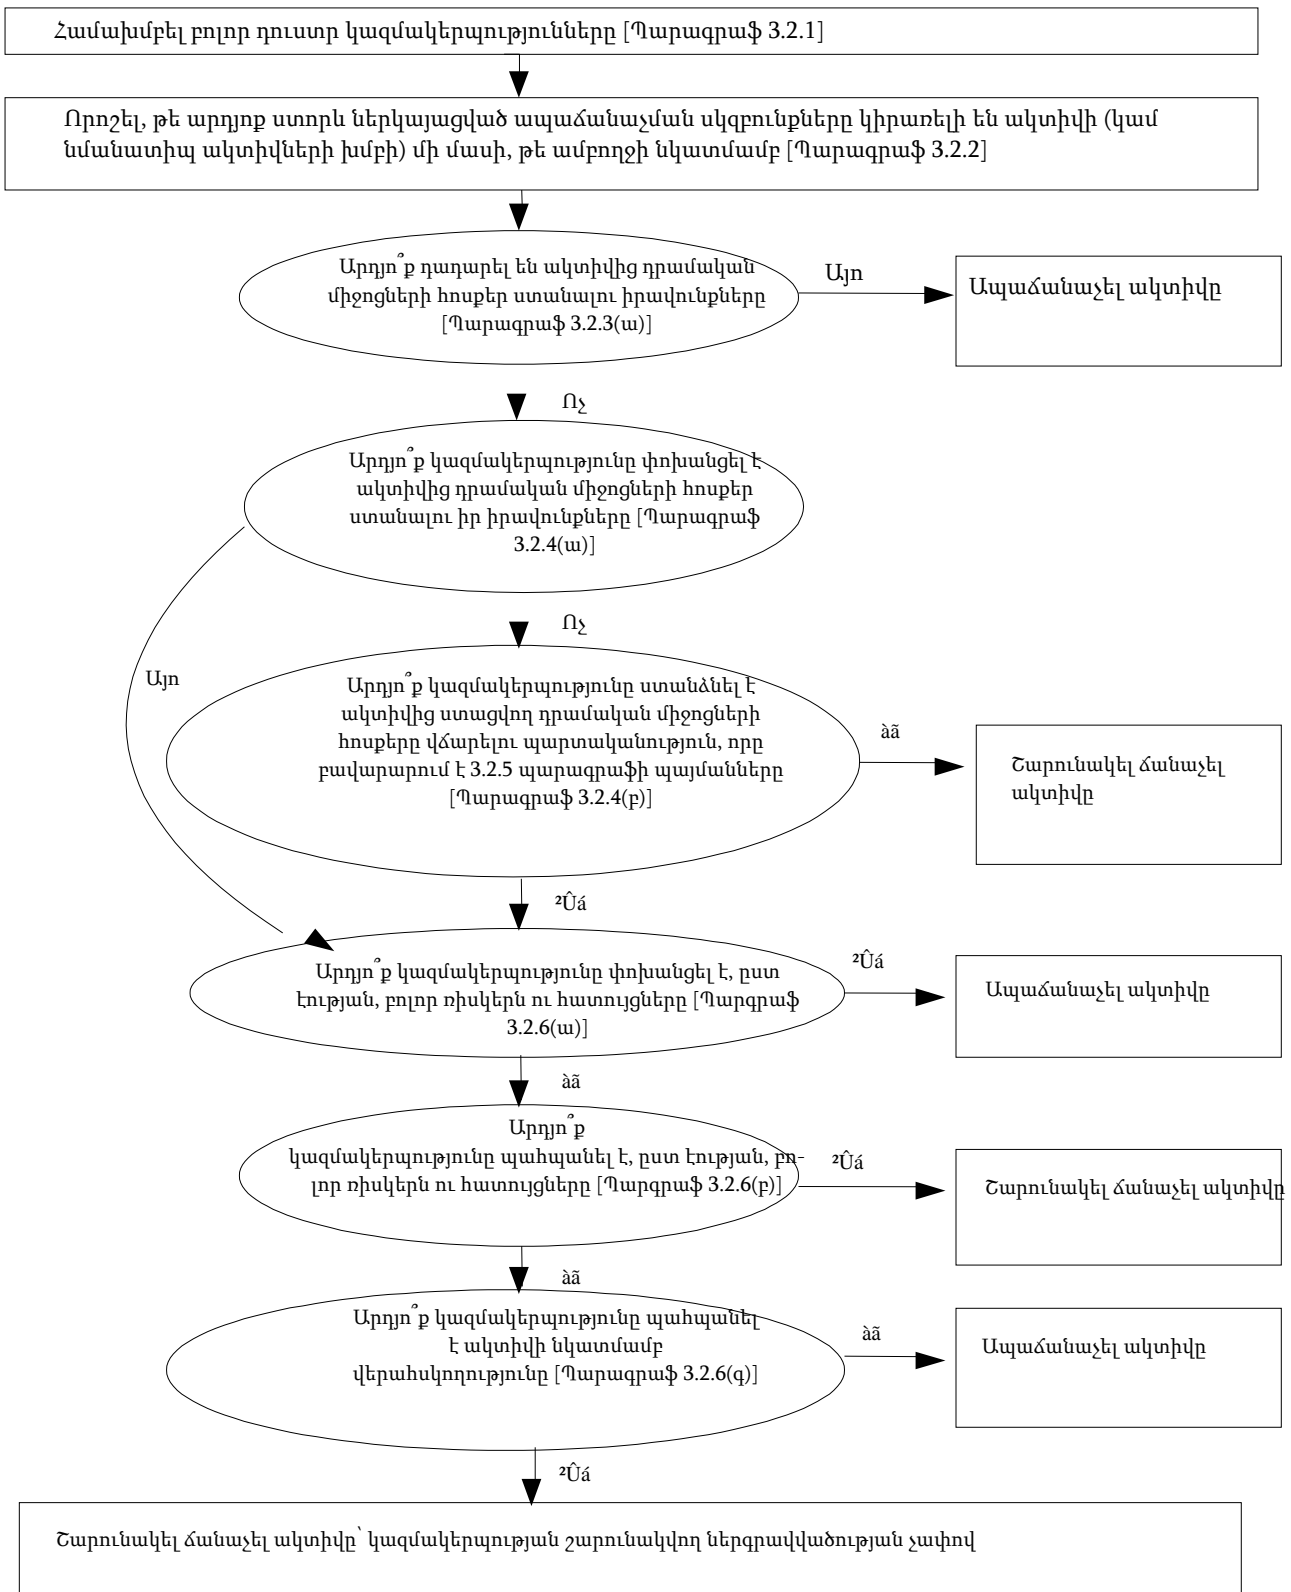 Համախմբել բոլոր դուստր կազմակերպությունները [Պարագրաֆ 3.2.1]
Որոշել, թե արդյոք ստորև ներկայացված ապաճանաչման սկզբունքները կիրառելի են ակտիվի (կամ
նմանատիպ ակտիվների խմբի) մի մասի, թե ամբողջի նկատմամբ [Պարագրաֆ 3.2.2]
Արդյո՞ք դադարել են ակտիվից դրամական
միջոցների հոսքեր ստանալու իրավունքները
[Պարագրաֆ 3.2.3(ա)]
Այո
Ապաճանաչել ակտիվը
Ոչ
Արդյո՞ք կազմակերպությունը փոխանցել է
ակտիվից դրամական միջոցների հոսքեր
ստանալու իր իրավունքները [Պարագրաֆ
3.2.4(ա)]
Ոչ
Այո
Արդյո՞ք կազմակերպությունը ստանձնել է
ակտիվից ստացվող դրամական միջոցների
հոսքերը վճարելու պարտականություն, որը
բավարարում է 3.2.5 պարագրաֆի պայմանները
[Պարագրաֆ 3.2.4(բ)]
àã
Շարունակել ճանաչել
ակտիվը
²Ûá
Արդյո՞ք կազմակերպությունը փոխանցել է, ըստ
էության, բոլոր ռիսկերն ու հատույցները [Պարգրաֆ
3.2.6(ա)]
²Ûá
Ապաճանաչել ակտիվը
àã
Արդյո՞ք
կազմակերպությունը պահպանել է, ըստ էության, բո-
լոր ռիսկերն ու հատույցները [Պարգրաֆ 3.2.6(բ)]
²Ûá
Շարունակել ճանաչել ակտիվը
àã
Արդյո՞ք կազմակերպությունը պահպանել
է ակտիվի նկատմամբ
վերահսկողությունը [Պարագրաֆ 3.2.6(գ)]
àã
Ապաճանաչել ակտիվը
²Ûá
Շարունակել ճանաչել ակտիվը՝ կազմակերպության շարունակվող ներգրավվածության չափով